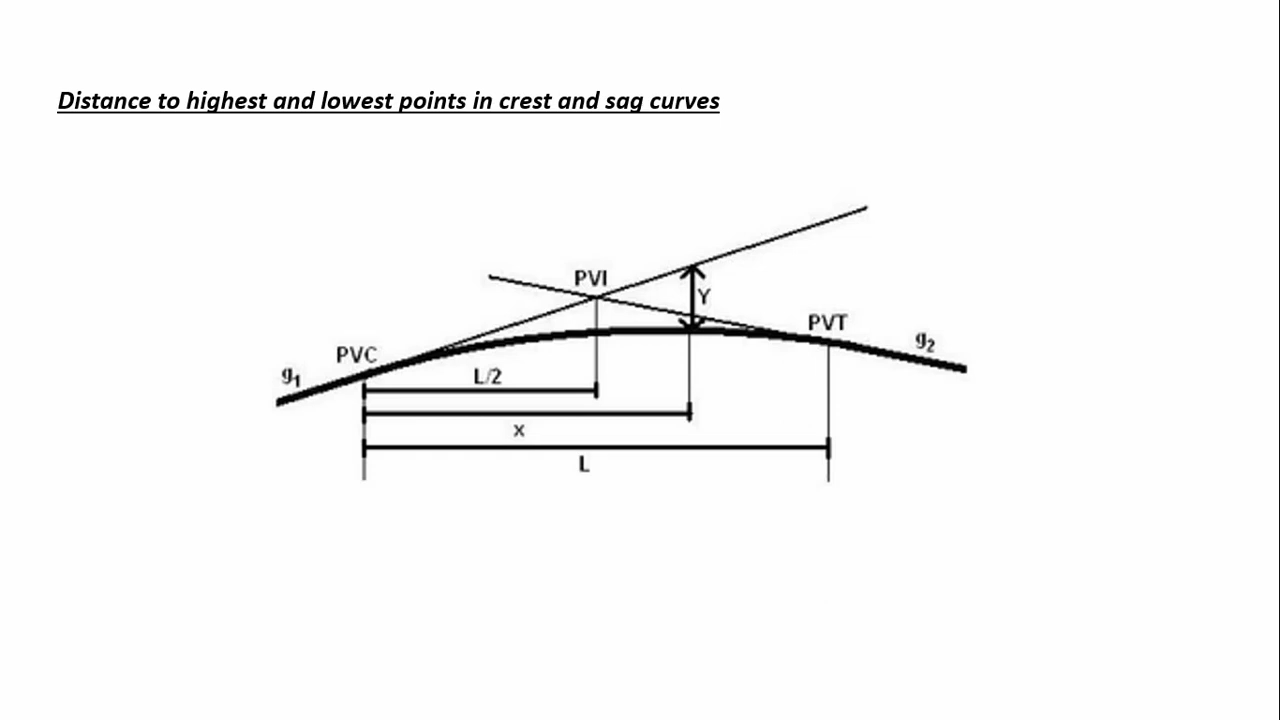 Distance to highest and lowest points in crest and sag curves
PVI
Y
PVT
g2
PVC
g1
L/2
x
L